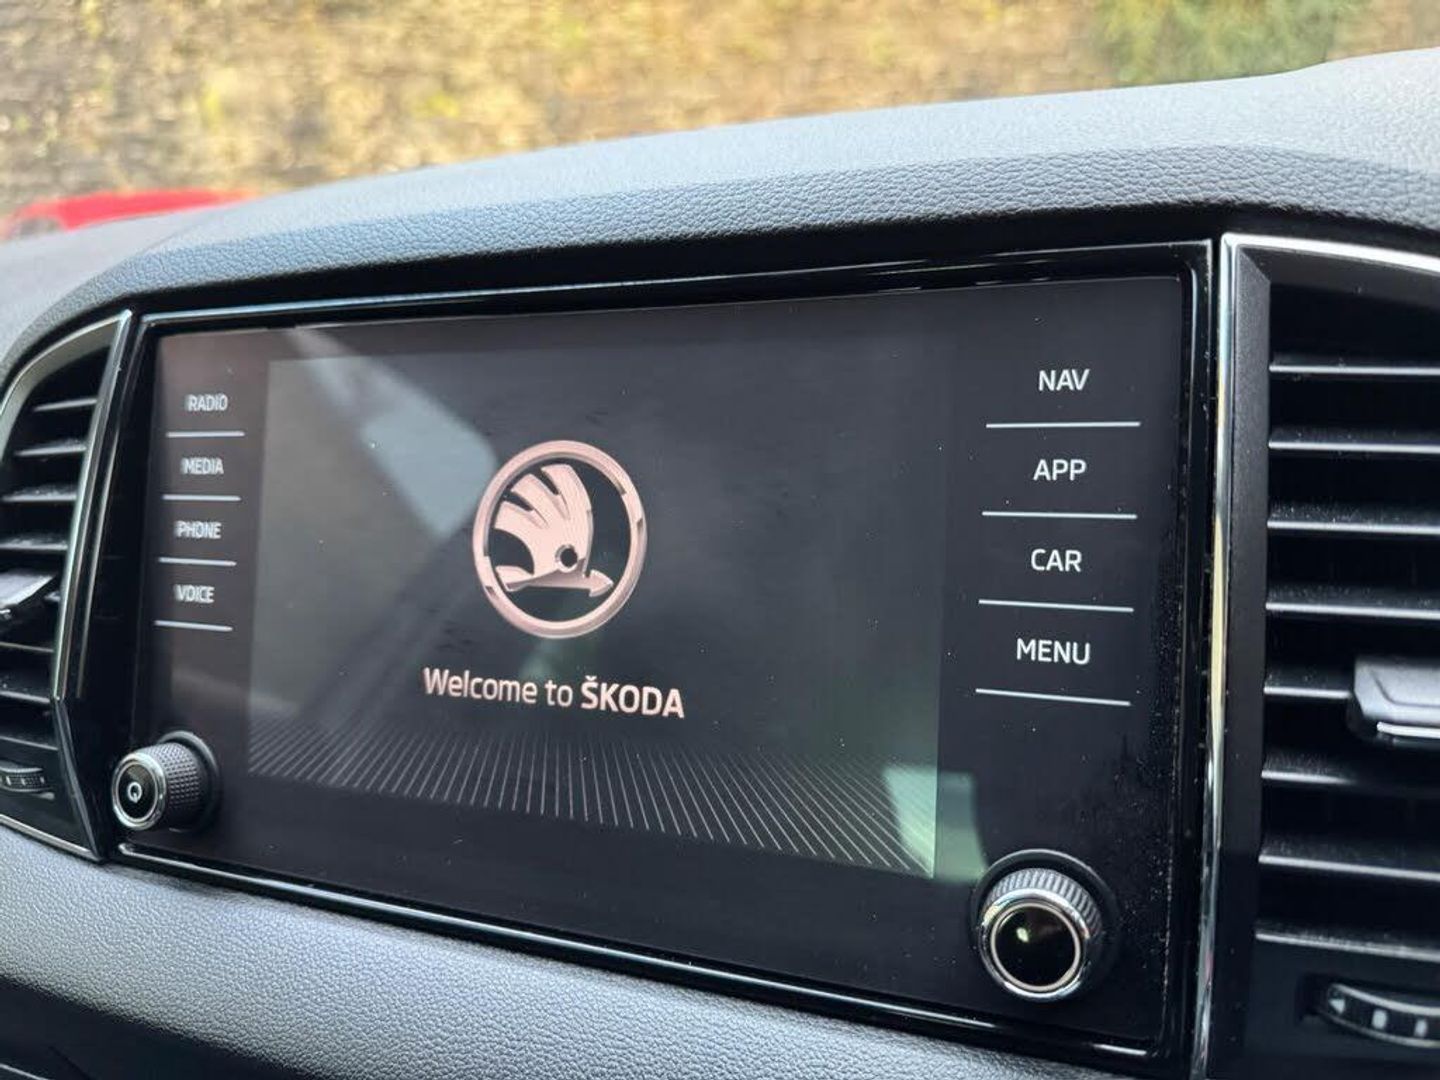 RADIO
MEDIA
PHONE
VOICE
Welcome to ŠKODA
NAV
APP
CAR
MENU